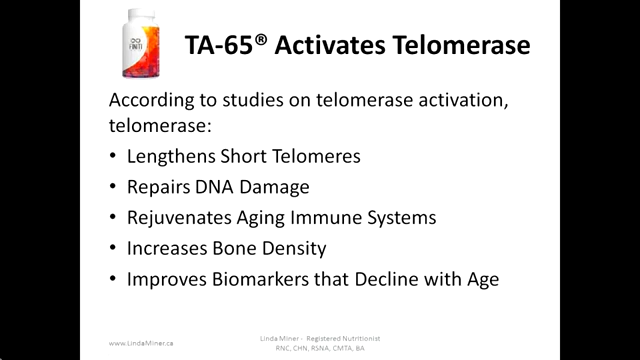 FINITI
TA-65® Activates Telomerase
According to studies on telomerase activation,
telomerase:
• Lengthens Short Telomeres
• Repairs DNA Damage
• Rejuvenates Aging Immune Systems
• Increases Bone Density
• Improves Biomarkers that Decline with Age
www.LindaMiner.ca
Linda Miner - Registered Nutritionist
RNC, CHN, RSNA, CMTA, BA